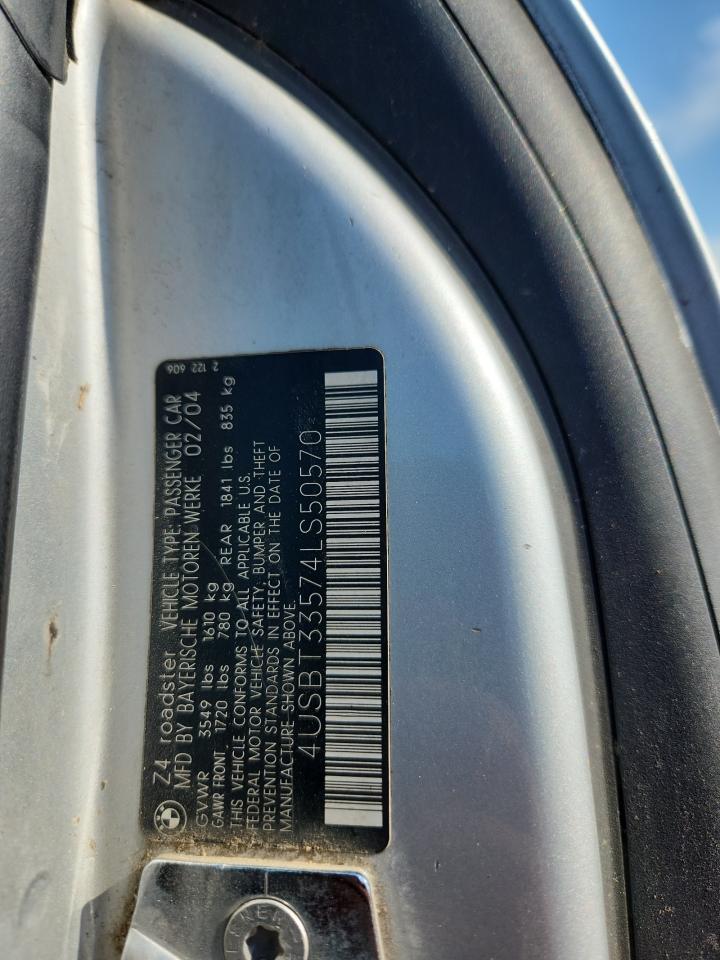 2 122 606
Z4 roadster VEHICLE TYPE: PASSENGER CAR
MFD BY BAYERISCHE MOTOREN WERKE 02/04
GVWR 3549 lbs 1610 kg
GAWR FRONT, 1720 lbs 780 kg REAR 1841 lbs 835 kg
THIS VEHICLE CONFORMS TO ALL APPLICABLE U.S.
FEDERAL MOTOR VEHICLE SAFETY, BUMPER AND THEFT
PREVENTION STANDARDS IN EFFECT ON THE DATE OF
MANUFACTURE SHOWN ABOVE.
4USBT33574LS50570